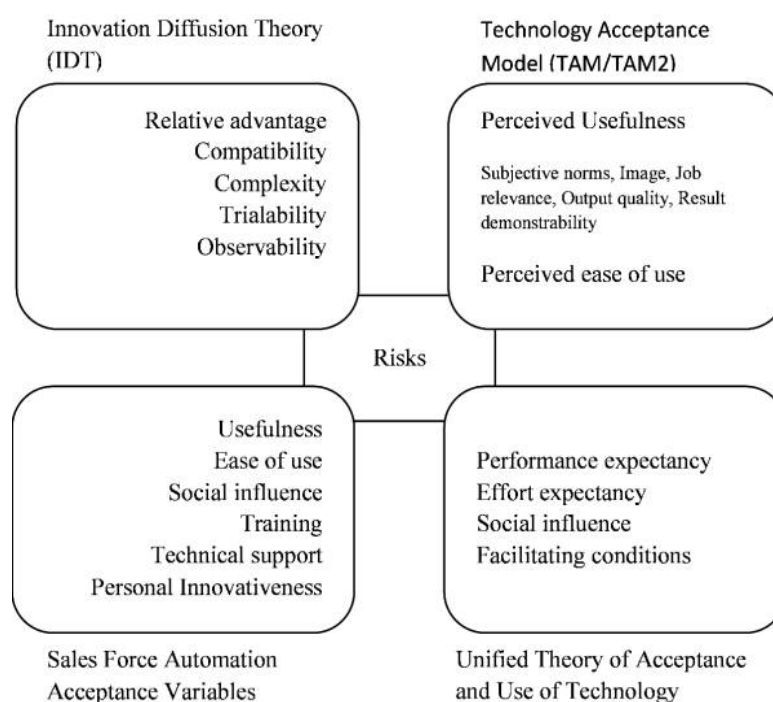 Innovation Diffusion Theory
(IDT)
Technology Acceptance
Model (TAM/TAM2)
Relative advantage
Compatibility
Complexity
Trialability
Observability
Perceived Usefulness
Subjective norms, Image, Job
relevance, Output quality, Result
demonstrability
Perceived ease of use
Risks
Usefulness
Ease of use
Social influence
Training
Technical support
Personal Innovativeness
Performance expectancy
Effort expectancy
Social influence
Facilitating conditions
Sales Force Automation
Acceptance Variables
Unified Theory of Acceptance
and Use of Technology